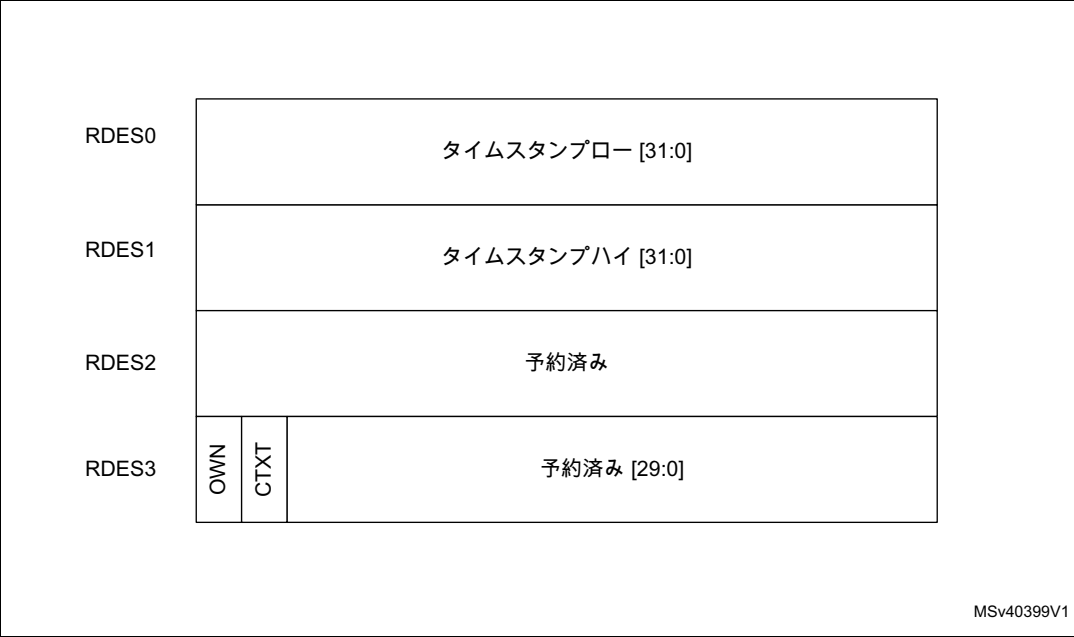 RDES0
タイムスタンプロー [31:0]
RDES1
タイムスタンプハイ [31:0]
RDES2
予約済み
RDES3
OWN
CTXT
予約済み [29:0]
MSv40399V1